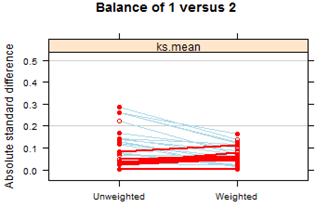 Balance of 1 versus 2
ks.mean
Absolute standard difference
0.5
0.4
0.3
0.2
0.1
0.0
Unweighted
Weighted